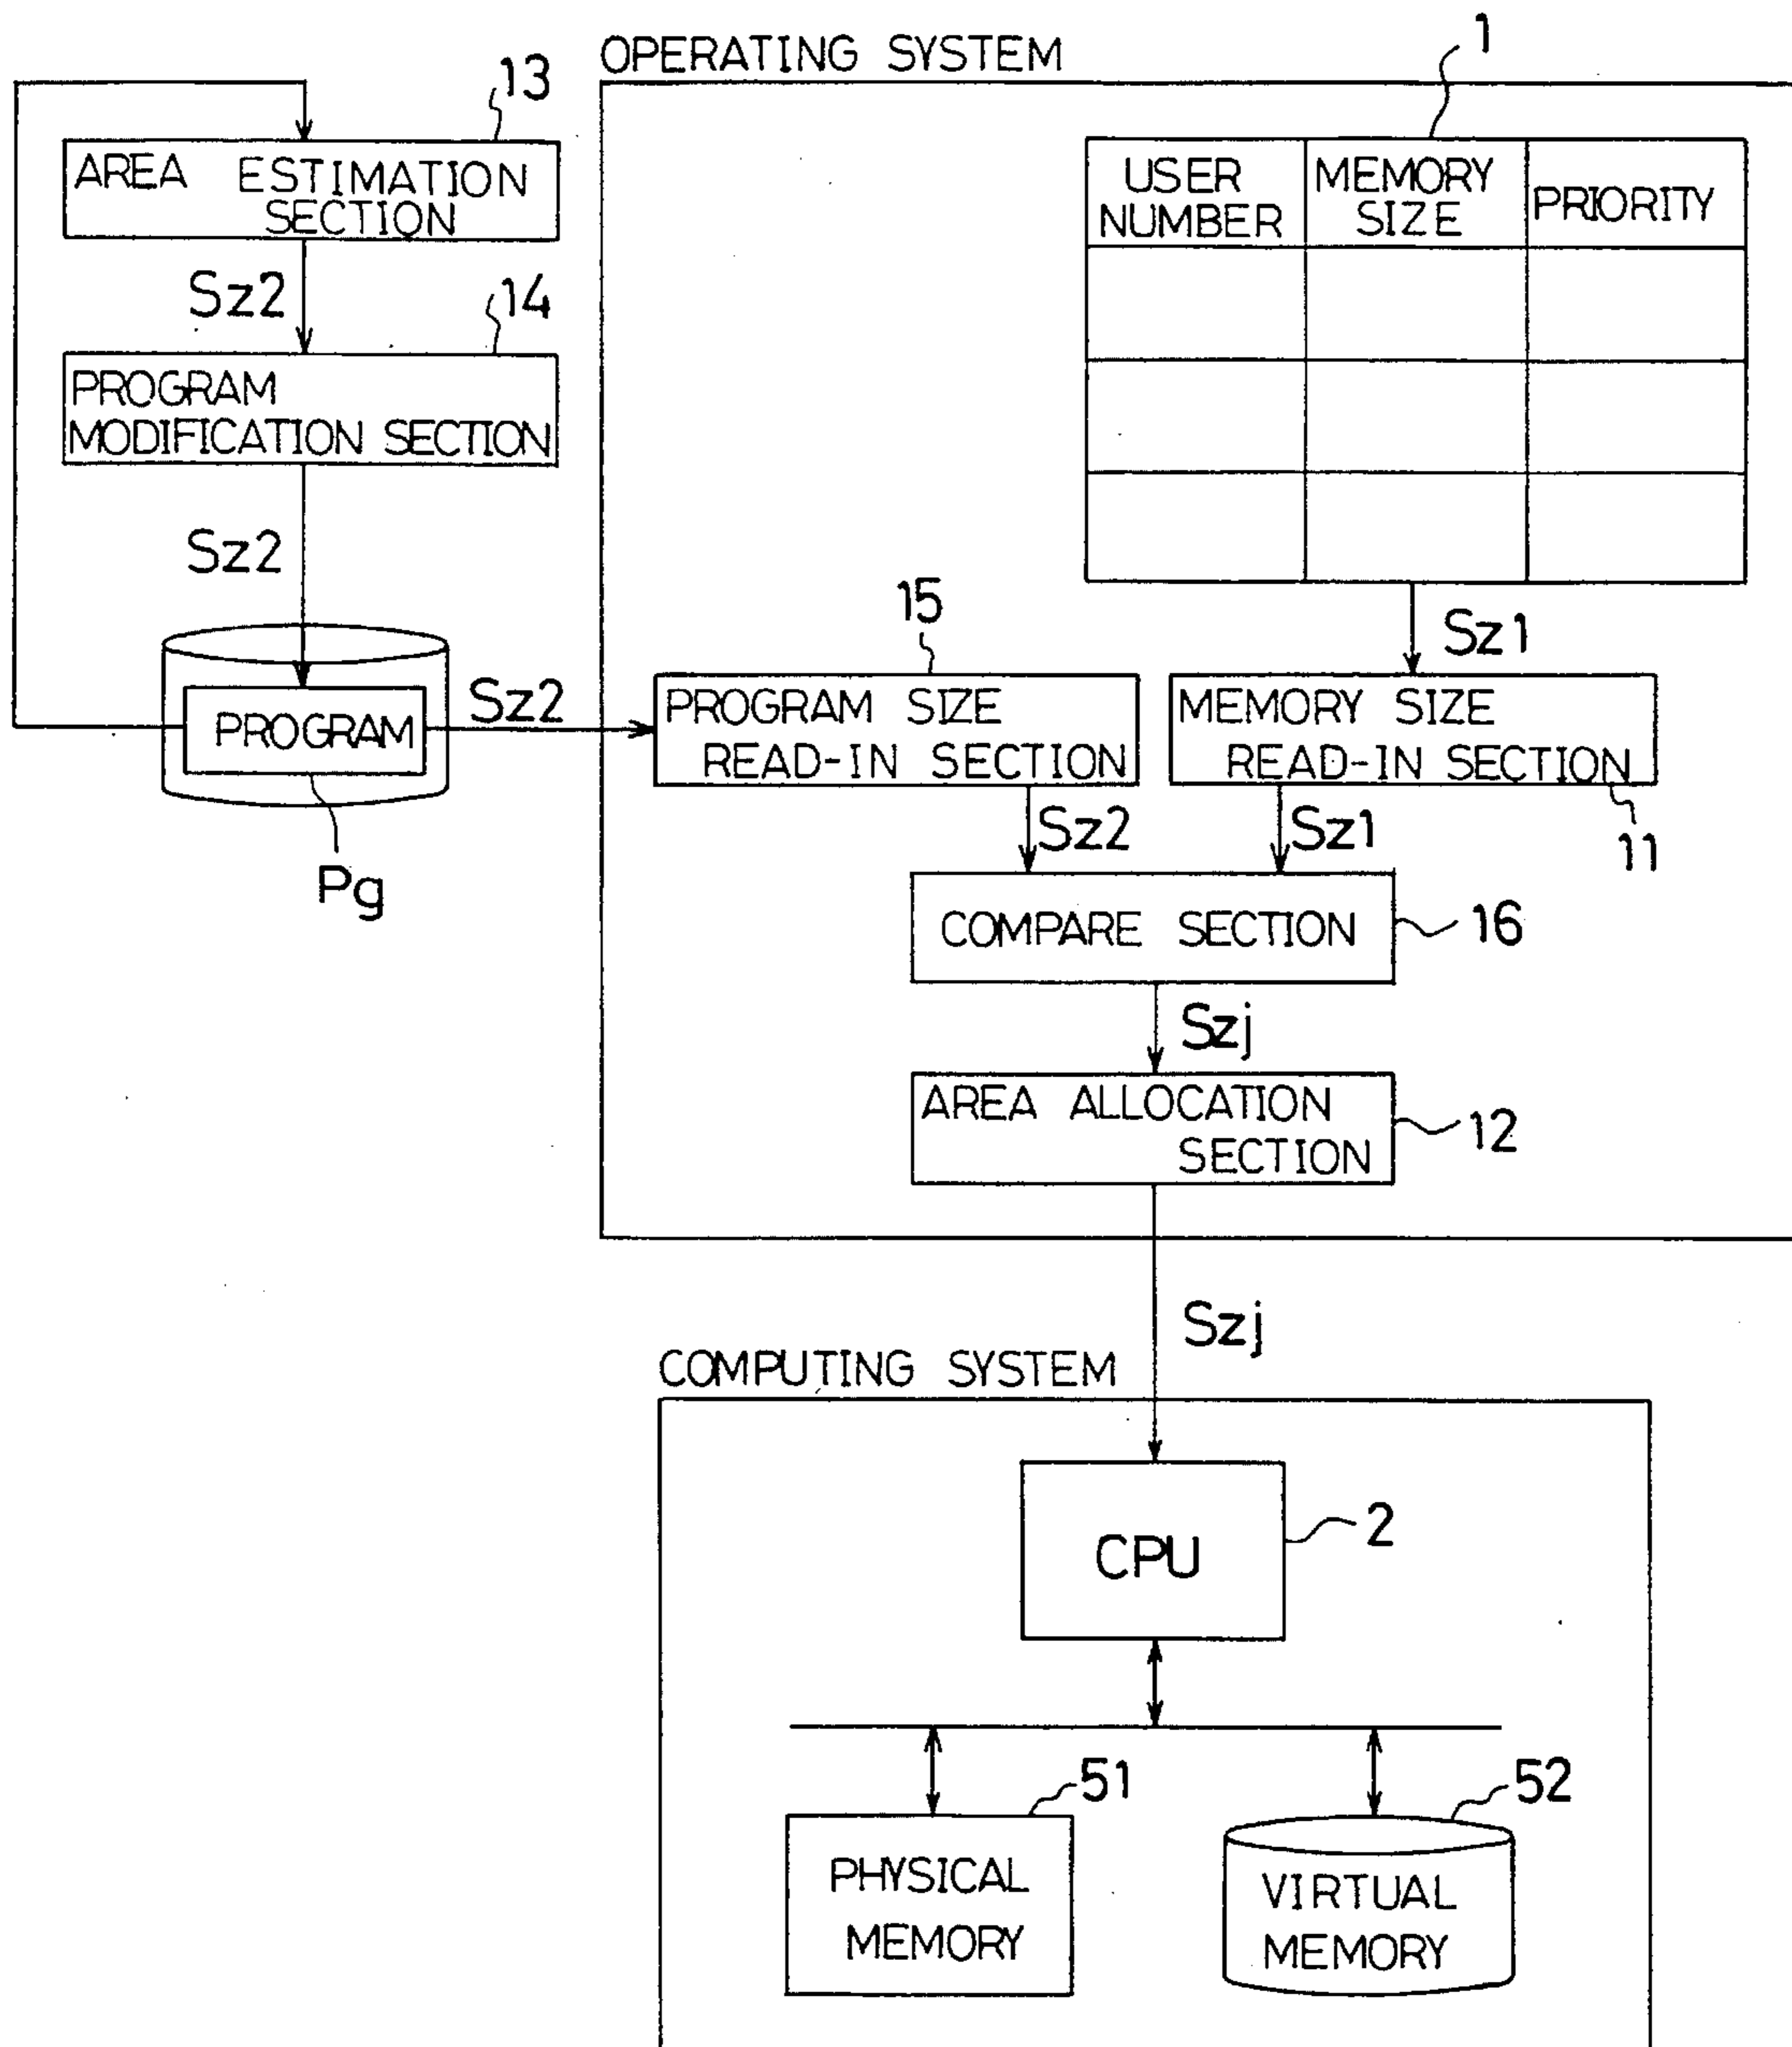 OPERATING SYSTEM
1
13
AREA ESTIMATION
SECTION
Sz2
14
PROGRAM
MODIFICATION SECTION
Sz2
PROGRAM
Pg
Sz2
USER
NUMBER
MEMORY
SIZE
PRIORITY
Sz1
15
PROGRAM SIZE
READ-IN SECTION
MEMORY SIZE
READ-IN SECTION
11
Sz2
Sz1
COMPARE SECTION
16
Szj
AREA ALLOCATION
SECTION
12
Szj
COMPUTING SYSTEM
CPU
2
51
PHYSICAL
MEMORY
52
VIRTUAL
MEMORY